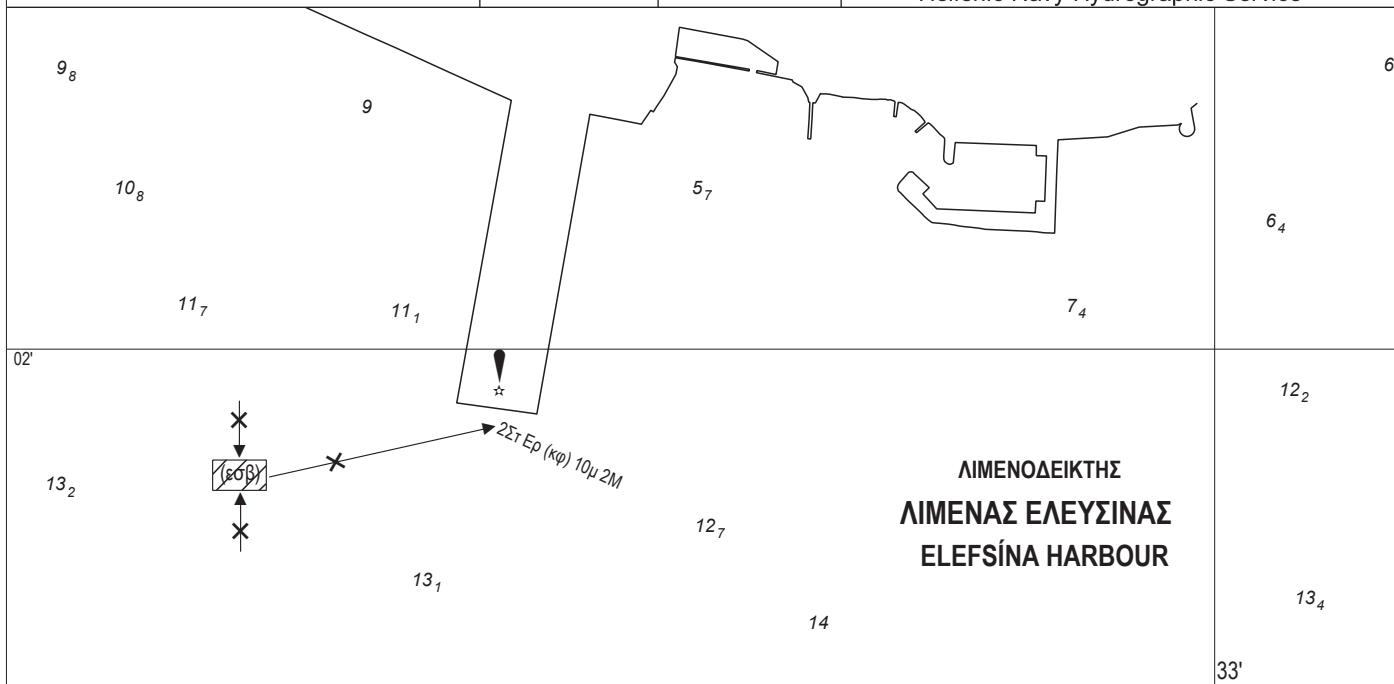 Hellenic Navy Hydrographic Service
9₈
9
6
10₈
5₇
6₄
11₇
11₁
7₄
02'
12₂
2Στ Ερ (κφ) 10μ 2Μ
13₂
(εσβ)
ΛΙΜΕΝΟΔΕΙΚΤΗΣ
ΛΙΜΕΝΑΣ ΕΛΕΥΣΙΝΑΣ
12₇
ELEFSÍNA HARBOUR
13₁
13₄
14
33'